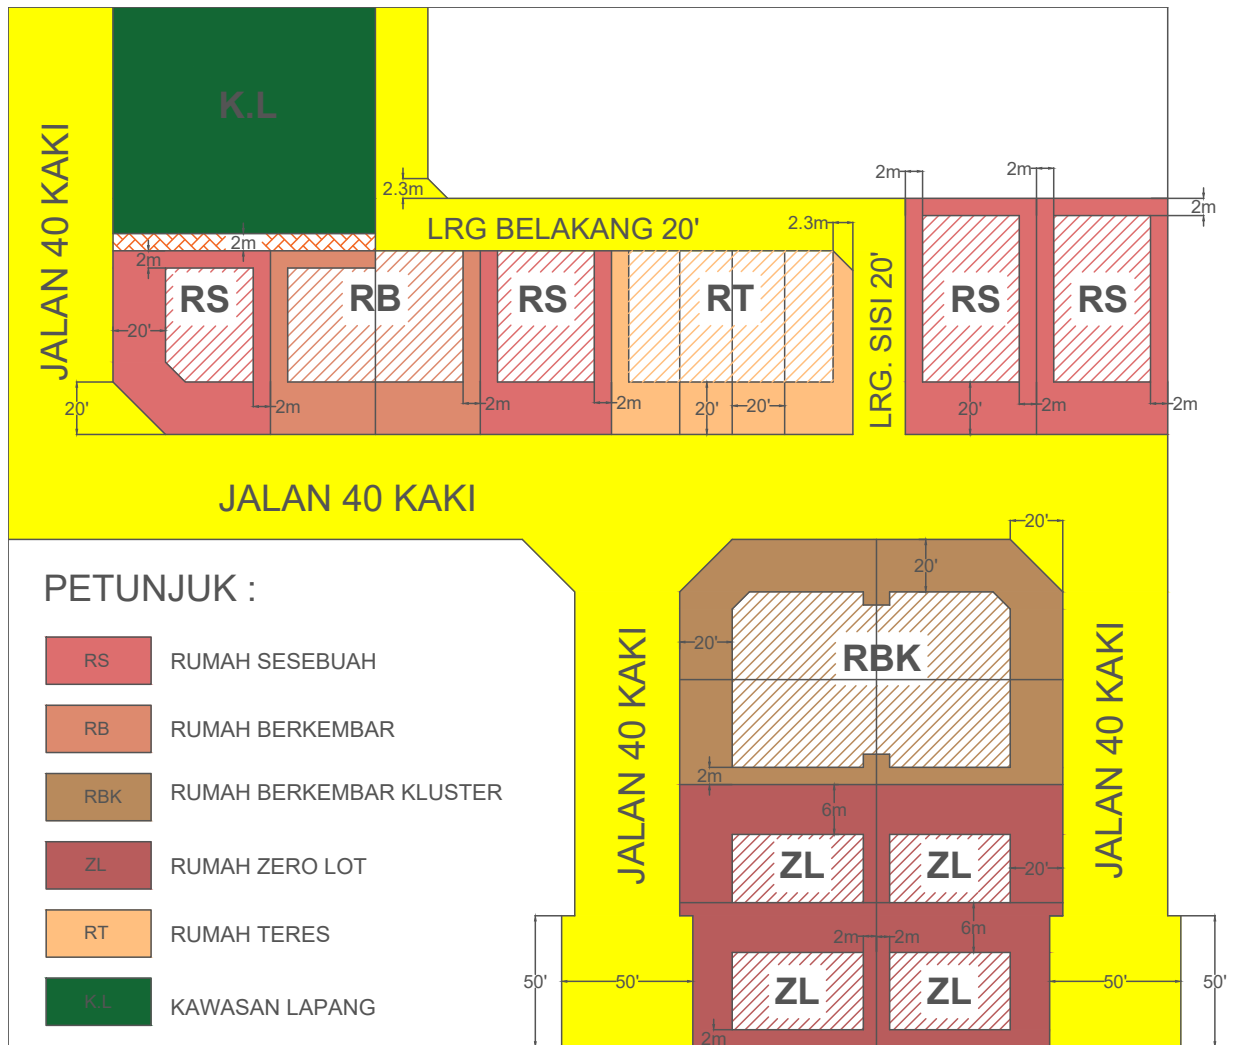 K.L
JALAN 40 KAKI
2.3m
2m
2m
2m
LRG BELAKANG 20'
2.3m
2m
2m
RS
RB
RS
RT
RS
RS
LRG. SISI 20'
20'
20'
2m
2m
2m
20'
20'
20'
2m
2m
JALAN 40 KAKI
20'
20'
PETUNJUK :
RS
RUMAH SESEBUAH
RB
RUMAH BERKEMBAR
RBK
RUMAH BERKEMBAR KLUSTER
ZL
RUMAH ZERO LOT
RT
RUMAH TERES
K.L
KAWASAN LAPANG
JALAN 40 KAKI
20'
RBK
JALAN 40 KAKI
2m
6m
ZL
ZL
20'
6m
2m
2m
50'
50'
ZL
ZL
50'
50'
2m